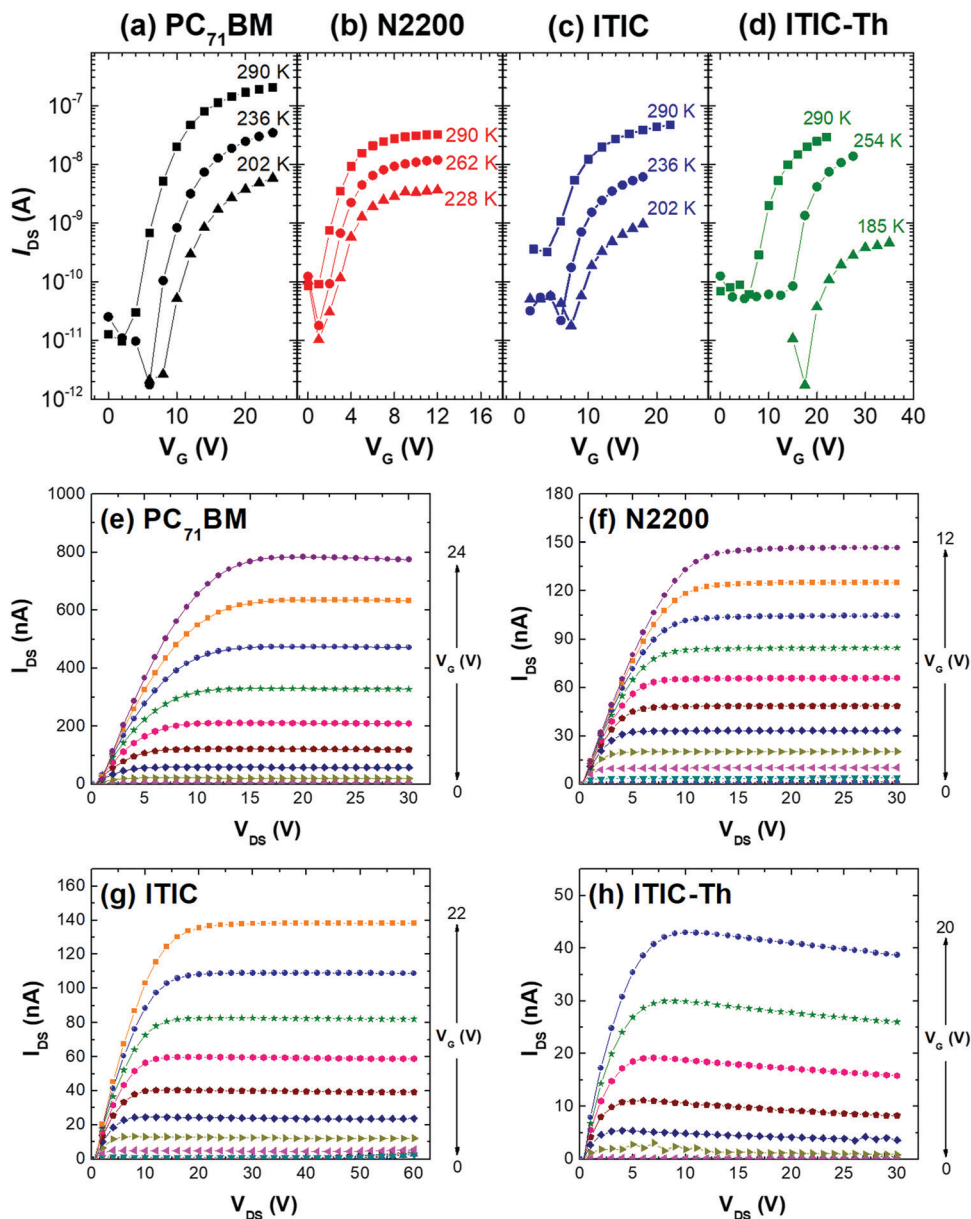 (a) PC71BM (b) N2200 (c) ITIC (d) ITIC-Th
290 K
236 K
202 K
290 K
262 K
228 K
290 K
236 K
202 K
290 K
254 K
185 K
10⁻⁷
10⁻⁸
10⁻⁹
10⁻¹⁰
10⁻¹¹
10⁻¹²
IDS (A)
0 10 20
0 4 8 12 16
0 10 20
0 10 20 30 40
VG (V) VG (V) VG (V) VG (V)
(e) PC71BM
1000
800
600
400
200
0
IDS (nA)
24
VG (V)
0
0 5 10 15 20 25 30
VDS (V)
(f) N2200
180
150
120
90
60
30
0
IDS (nA)
12
VG (V)
0
0 5 10 15 20 25 30
VDS (V)
(g) ITIC
160
140
120
100
80
60
40
20
0
IDS (nA)
22
VG (V)
0
0 10 20 30 40 50 60
VDS (V)
(h) ITIC-Th
50
40
30
20
10
0
IDS (nA)
20
VG (V)
0
0 5 10 15 20 25 30
VDS (V)